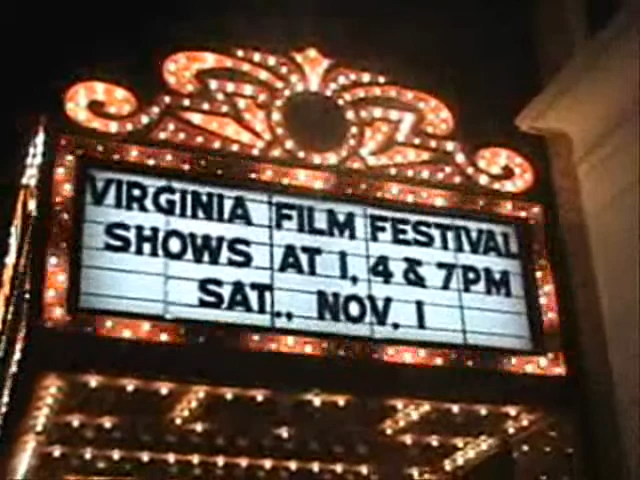 VIRGINIA FILM FESTIVAL
SHOWS AT 1, 4 & 7PM
SAT., NOV. 1